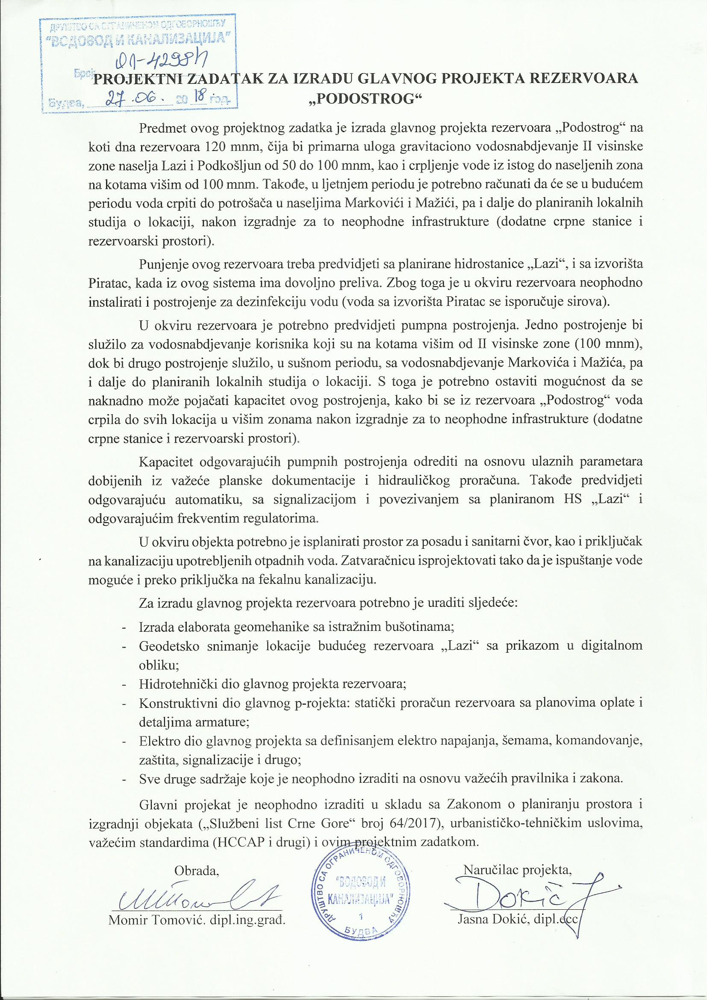 ДРУШТВО СА ОГРАНИЧЕНОМ ОДГОВОРНОШЋУ
"ВОДОВОД И КАНАЛИЗАЦИЈА"
01-4298/1
Број:
Будва, 27.06. 2018 год.
PROJEKTNI ZADATAK ZA IZRADU GLAVNOG PROJEKTA REZERVOARA
„PODOSTROG“
Predmet ovog projektnog zadatka je izrada glavnog projekta rezervoara „Podostrog“ na
koti dna rezervoara 120 mnm, čija bi primarna uloga gravitaciono vodosnabdjevanje II visinske
zone naselja Lazi i Podkošljun od 50 do 100 mnm, kao i crpljenje vode iz istog do naseljenih zona
na kotama višim od 100 mnm. Takođe, u ljetnjem periodu je potrebno računati da će se u budućem
periodu voda crpiti do potrošača u naseljima Markovići i Mažići, pa i dalje do planiranih lokalnih
studija o lokaciji, nakon izgradnje za to neophodne infrastrukture (dodatne crpne stanice i
rezervoarski prostori).
Punjenje ovog rezervoara treba predvidjeti sa planirane hidrostanice „Lazi“, i sa izvorišta
Piratac, kada iz ovog sistema ima dovoljno preliva. Zbog toga je u okviru rezervoara neophodno
instalirati i postrojenje za dezinfekciju vodu (voda sa izvorišta Piratac se isporučuje sirova).
U okviru rezervoara je potrebno predvidjeti pumpna postrojenja. Jedno postrojenje bi
služilo za vodosnabdjevanje korisnika koji su na kotama višim od II visinske zone (100 mnm),
dok bi drugo postrojenje služilo, u sušnom periodu, sa vodosnabdjevanje Markovića i Mažića, pa
i dalje do planiranih lokalnih studija o lokaciji. S toga je potrebno ostaviti mogućnost da se
naknadno može pojačati kapacitet ovog postrojenja, kako bi se iz rezervoara „Podostrog“ voda
crpila do svih lokacija u višim zonama nakon izgradnje za to neophodne infrastrukture (dodatne
crpne stanice i rezervoarski prostori).
Kapacitet odgovarajućih pumpnih postrojenja odrediti na osnovu ulaznih parametara
dobijenih iz važeće planske dokumentacije i hidrauličkog proračuna. Takođe predvidjeti
odgovarajuću automatiku, sa signalizacijom i povezivanjem sa planiranom HS „Lazi“ i
odgovarajućim frekventim regulatorima.
U okviru objekta potrebno je isplanirati prostor za posadu i sanitarni čvor, kao i priključak
na kanalizaciju upotrebljenih otpadnih voda. Zatvaračnicu isprojektovati tako da je ispuštanje vode
moguće i preko priključka na fekalnu kanalizaciju.
Za izradu glavnog projekta rezervoara potrebno je uraditi sljedeće:
- Izrada elaborata geomehanike sa istražnim bušotinama;
- Geodetsko snimanje lokacije budućeg rezervoara „Lazi“ sa prikazom u digitalnom
obliku;
- Hidrotehnički dio glavnog projekta rezervoara;
- Konstruktivni dio glavnog p-rojekta: statički proračun rezervoara sa planovima oplate i
detaljima armature;
- Elektro dio glavnog projekta sa definisanjem elektro napajanja, šemama, komandovanje,
zaštita, signalizacije i drugo;
- Sve druge sadržaje koje je neophodno izraditi na osnovu važećih pravilnika i zakona.
Glavni projekat je neophodno izraditi u skladu sa Zakonom o planiranju prostora i
izgradnji objekata („Službeni list Crne Gore“ broj 64/2017), urbanističko-tehničkim uslovima,
važećim standardima (HCCAP i drugi) i ovim projektnim zadatkom.
Obrada,
Naručilac projekta,
ДРУШТВО СА ОГРАНИЧЕНОМ ОДГОВОРНОШЋУ
"ВОДОВОД И
КАНАЛИЗАЦИЈА"
1
БУДВА
Dokić J
Momir Tomović. dipl.ing.građ.
Jasna Dokić, dipl.ecc